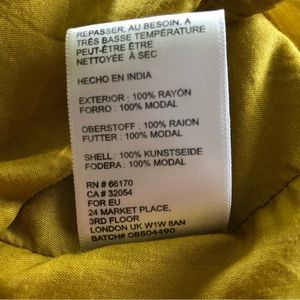 REPASSER, AU BESOIN, À
TRÈS BASSE TEMPÉRATURE
PEUT-ÊTRE ÊTRE
NETTOYÉE À SEC
HECHO EN INDIA
EXTERIOR - 100% RAYÓN
FORRO : 100% MODAL
OBERSTOFF : 100% RAION
FUTTER : 100% MODAL
SHELL: 100% KUNSTSEIDE
FODERA: 100% MODAL
RN # 66170
CA # 32054
FOR EU
24 MARKET PLACE,
3RD FLOOR
LONDON UK W1W 8AN
BATCH# OB804490